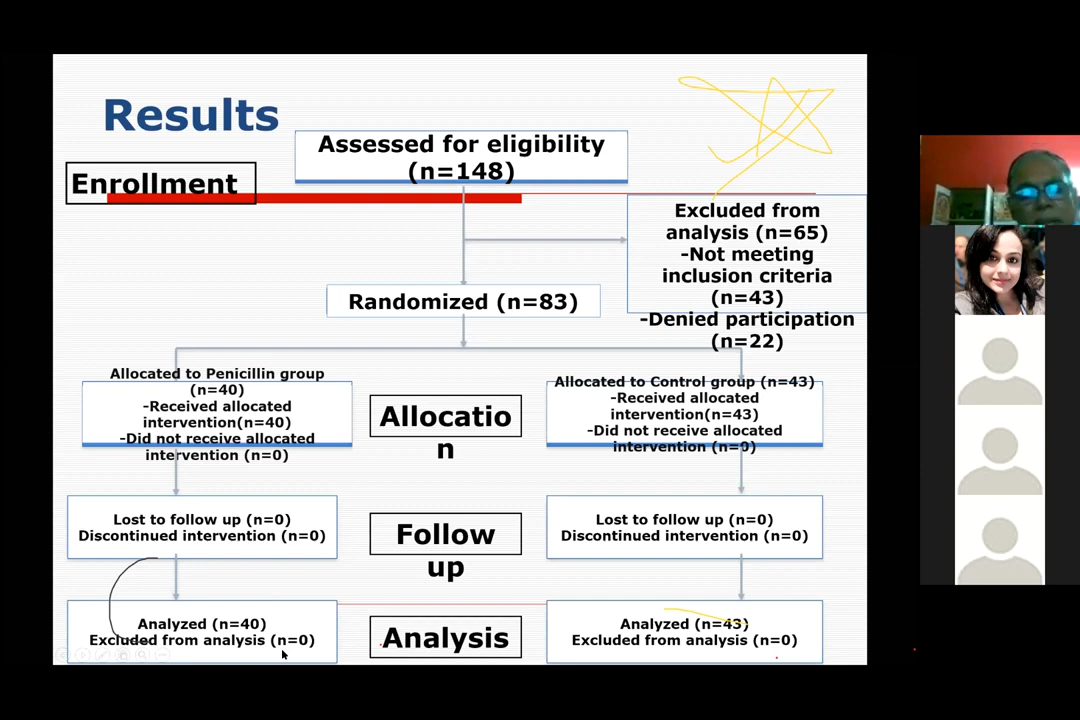 Results
Assessed for eligibility
(n=148)
Enrollment
Excluded from
analysis (n=65)
-Not meeting
inclusion criteria
(n=43)
-Denied participation
(n=22)
Randomized (n=83)
Allocated to Penicillin group
(n=40)
-Received allocated
intervention(n=40)
-Did not receive allocated
intervention (n=0)
Allocatio
n
Allocated to Control group (n=43)
-Received allocated
intervention(n=43)
-Did not receive allocated
intervention (n=0)
Lost to follow up (n=0)
Discontinued intervention (n=0)
Follow
up
Lost to follow up (n=0)
Discontinued intervention (n=0)
Analyzed (n=40)
Excluded from analysis (n=0)
Analysis
Analyzed (n=43)
Excluded from analysis (n=0)